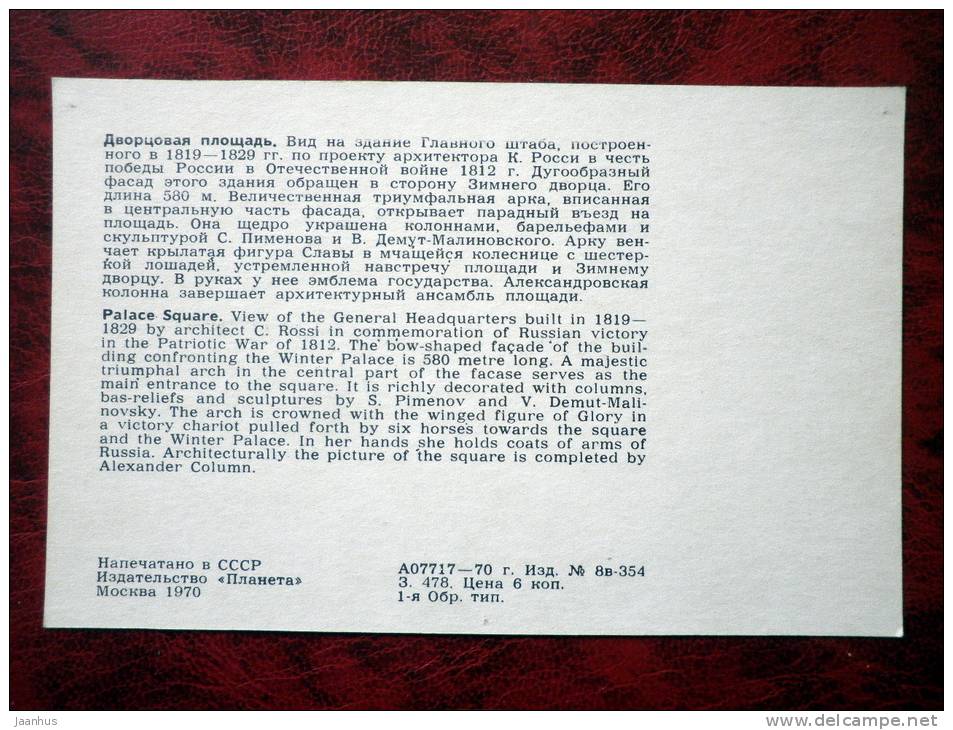 Дворцовая площадь. Вид на здание Главного штаба, построен-
ного в 1819—1829 гг. по проекту архитектора К. Росси в честь
победы России в Отечественной войне 1812 г. Дугообразный
фасад этого здания обращен в сторону Зимнего дворца. Его
длина 580 м. Величественная триумфальная арка, вписанная
в центральную часть фасада, открывает парадный въезд на
площадь. Она щедро украшена колоннами, барельефами и
скульптурой С. Пименова и В. Демут-Малиновского. Арку вен-
чает крылатая фигура Славы в мчащейся колеснице с шестер-
кой лошадей, устремленной навстречу площади и Зимнему
дворцу. В руках у нее эмблема государства. Александровская
колонна завершает архитектурный ансамбль площади.
Palace Square. View of the General Headquarters built in 1819—
1829 by architect C. Rossi in commemoration of Russian victory
in the Patriotic War of 1812. The bow-shaped façade of the buil-
ding confronting the Winter Palace is 580 metre long. A majestic
triumphal arch in the central part of the facase serves as the
main entrance to the square. It is richly decorated with columns,
bas-reliefs and sculptures by S. Pimenov and V. Demut-Mali-
novsky. The arch is crowned with the winged figure of Glory in
a victory chariot pulled forth by six horses towards the square
and the Winter Palace. In her hands she holds coats of arms of
Russia. Architecturally the picture of the square is completed by
Alexander Column.
Напечатано в СССР
Издательство «Планета»
Москва 1970
А07717—70 г. Изд. № 8в-354
З. 478. Цена 6 коп.
1-я Обр. тип.
Jaanhus
www.delcampe.net